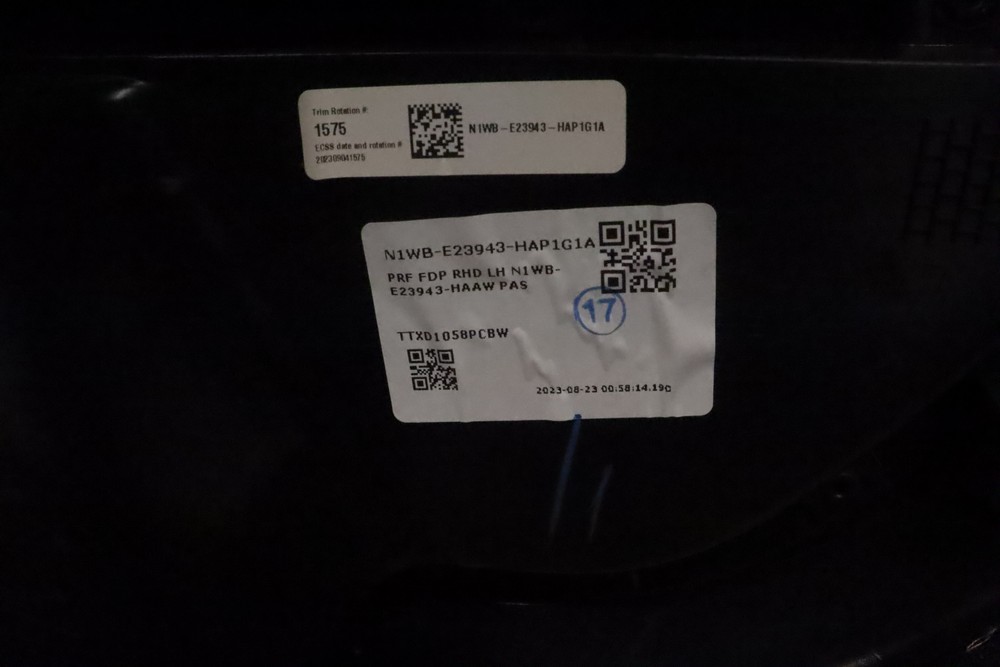 Trim Rotation #:
1575
ECSS date and rotation #
202309041575
N1WB-E23943-HAP1G1A
N1WB-E23943-HAP1G1A
PRF FDP RHD LH N1WB-
E23943-HAAW PAS
17
TTXD1058PCBW
2023-08-23 00:58:14.190